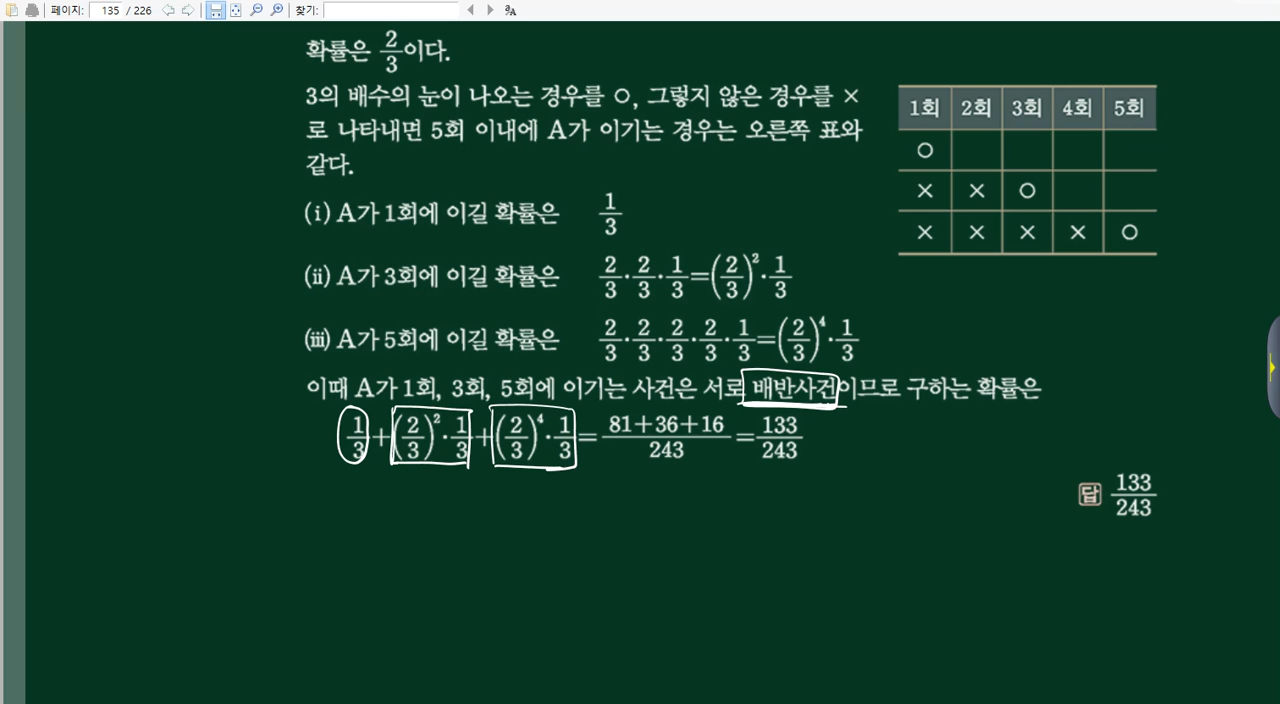 페이지: 135 / 226 찾기:
확률은 2/3이다.
3의 배수의 눈이 나오는 경우를 ○, 그렇지 않은 경우를 ×
로 나타내면 5회 이내에 A가 이기는 경우는 오른쪽 표와
같다.
1회 2회 3회 4회 5회
○
× × ○
× × × × ○
(ⅰ) A가 1회에 이길 확률은 1/3
(ⅱ) A가 3회에 이길 확률은 2/3·2/3·1/3=(2/3)²·1/3
(ⅲ) A가 5회에 이길 확률은 2/3·2/3·2/3·2/3·1/3=(2/3)⁴·1/3
이때 A가 1회, 3회, 5회에 이기는 사건은 서로 배반사건이므로 구하는 확률은
1/3+(2/3)²·1/3+(2/3)⁴·1/3=(81+36+16)/243=133/243
답 133/243